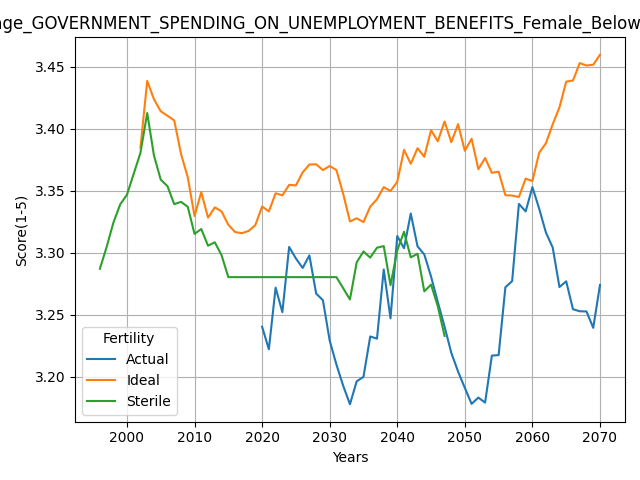 age_GOVERNMENT_SPENDING_ON_UNEMPLOYMENT_BENEFITS_Female_Below
3.45
3.40
3.35
3.30
3.25
3.20
Score(1-5)
Fertility
Actual
Ideal
Sterile
2000 2010 2020 2030 2040 2050 2060 2070
Years